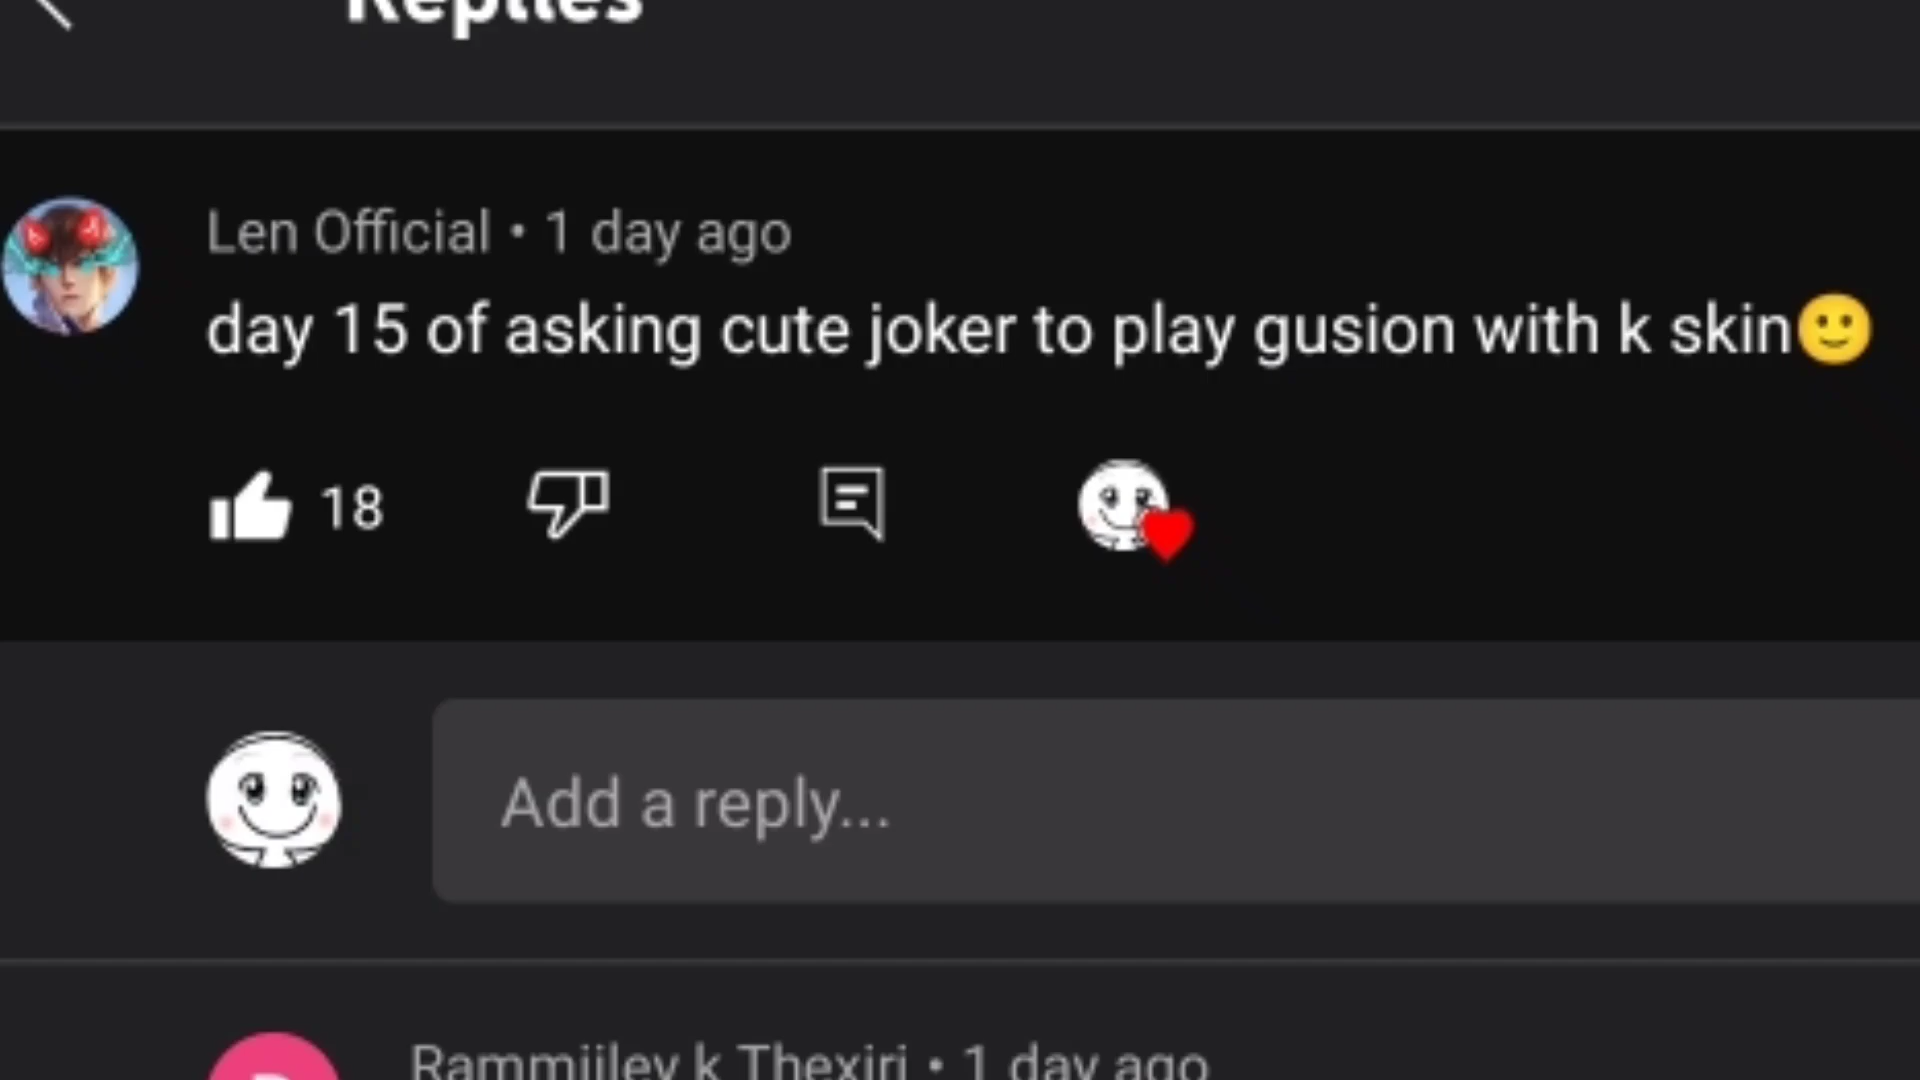 Replies
Len Official • 1 day ago
day 15 of asking cute joker to play gusion with k skin🙂
18
Add a reply...
Rammiiley k Thexiri • 1 day ago